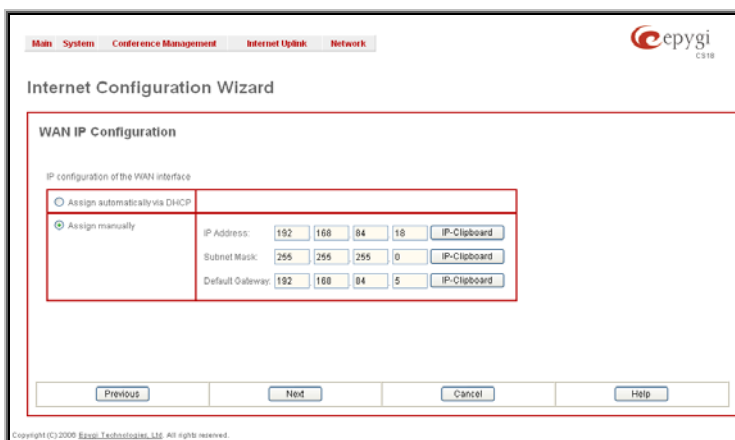 Main System Conference Management Internet Uplink Network
epygi
CS18
Internet Configuration Wizard
WAN IP Configuration
IP configuration of the WAN interface
Assign automatically via DHCP
Assign manually
IP Address: 192 . 168 . 84 . 18 IP-Clipboard
Subnet Mask: 255 . 255 . 255 . 0 IP-Clipboard
Default Gateway: 192 . 168 . 84 . 5 IP-Clipboard
Previous Next Cancel Help
Copyright (C) 2006 Epygi Technologies, Ltd. All rights reserved.